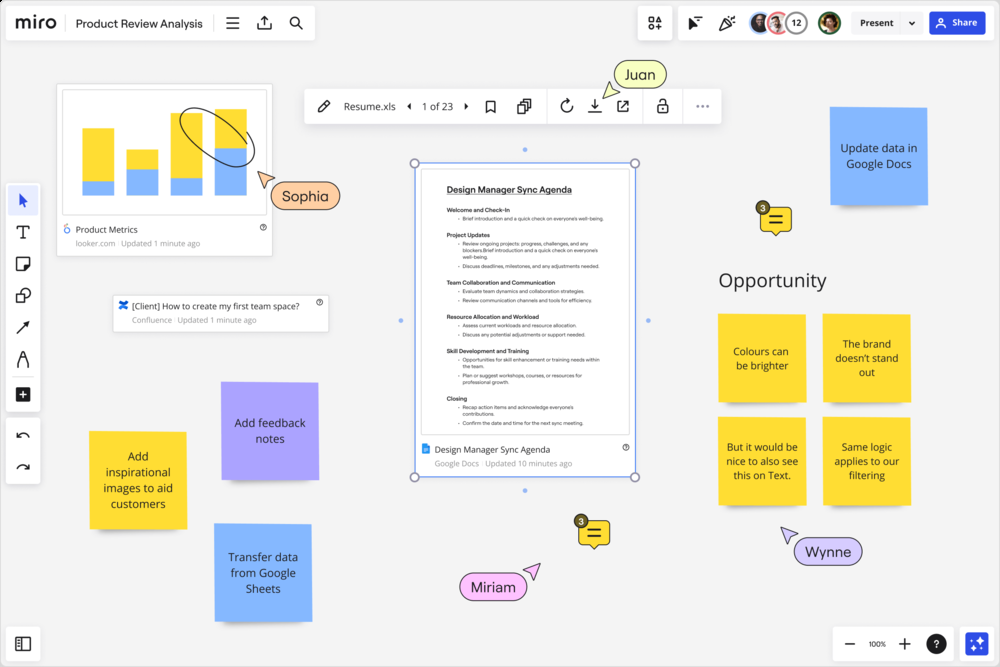 miro
Product Review Analysis
12
Present
Share
Juan
Resume.xls
1 of 23
Sophia
Product Metrics
looker.com · Updated 1 minute ago
[Client] How to create my first team space?
Confluence · Updated 1 minute ago
Add feedback
notes
Add
inspirational
images to aid
customers
Transfer data
from Google
Sheets
Design Manager Sync Agenda
Welcome and Check-In
Brief introduction and a quick check on everyone's well-being.
Project Updates
Review ongoing projects: progress, challenges, and any
blockers.Brief introduction and a quick check on everyone's
well-being.
Discuss deadlines, milestones, and any adjustments needed.
Team Collaboration and Communication
Evaluate team dynamics and collaboration strategies.
Review communication channels and tools for efficiency.
Resource Allocation and Workload
Assess current workloads and resource allocation.
Discuss any potential adjustments or support needed.
Skill Development and Training
Opportunities for skill enhancement or training needs within
the team.
Plan or suggest workshops, courses, or resources for
professional growth.
Closing
Recap action items and acknowledge everyone's
contributions.
Confirm the date and time for the next sync meeting.
Design Manager Sync Agenda
Google Docs · Updated 10 minutes ago
3
Miriam
Update data in
Google Docs
3
Opportunity
Colours can
be brighter
The brand
doesn't stand
out
But it would be
nice to also see
this on Text.
Same logic
applies to our
filtering
Wynne
100%
?